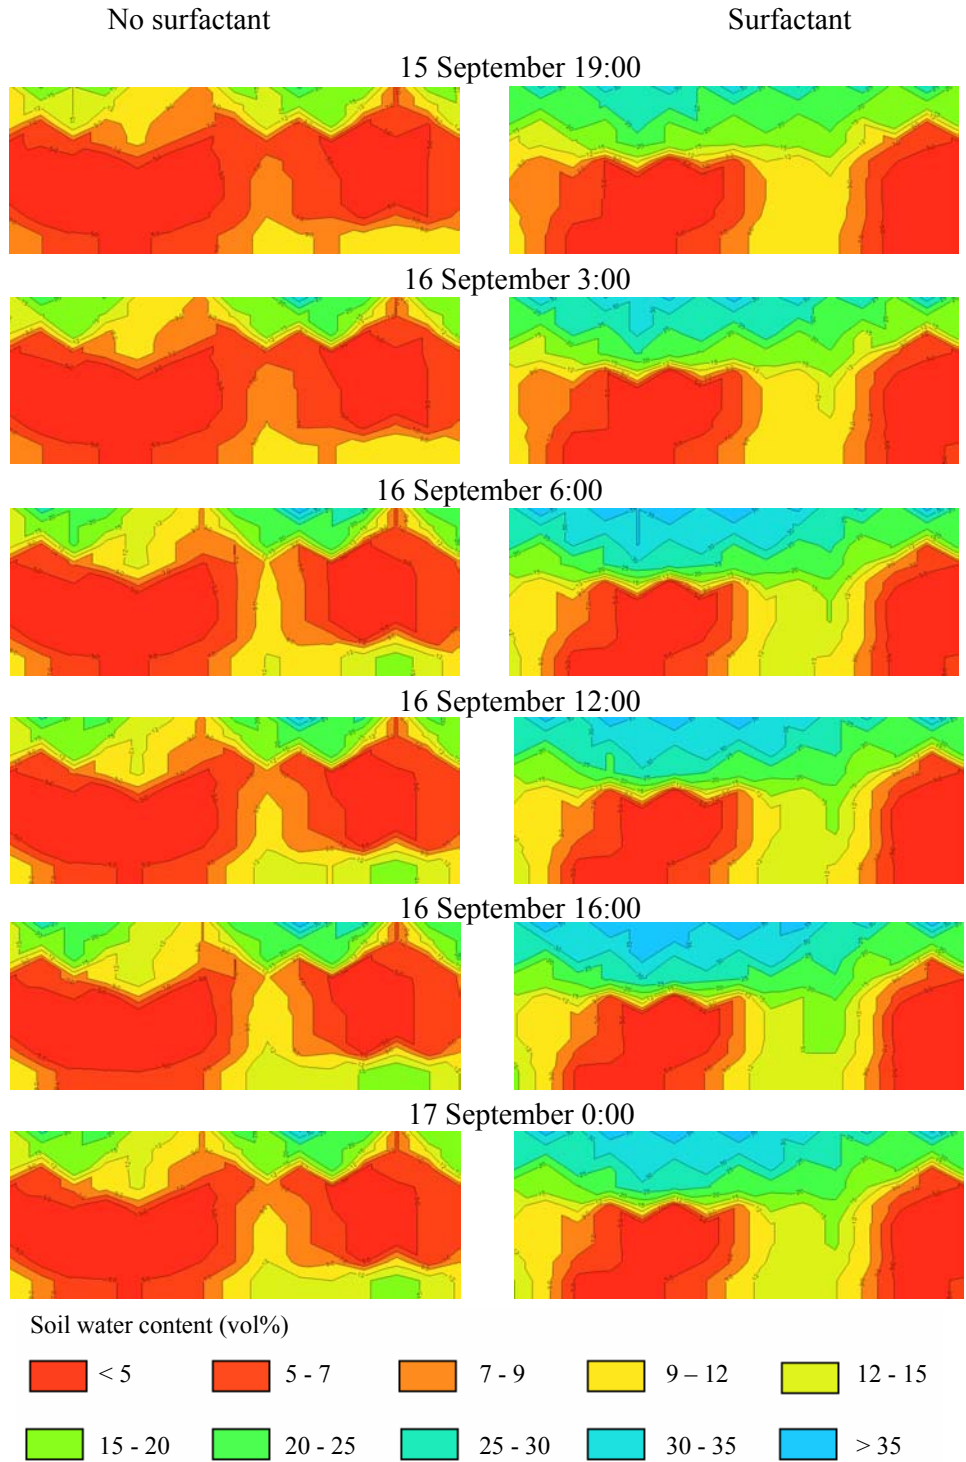 No surfactant Surfactant
15 September 19:00
16 September 3:00
16 September 6:00
16 September 12:00
16 September 16:00
17 September 0:00
Soil water content (vol%)
< 5 5 - 7 7 - 9 9 – 12 12 - 15
15 - 20 20 - 25 25 - 30 30 - 35 > 35